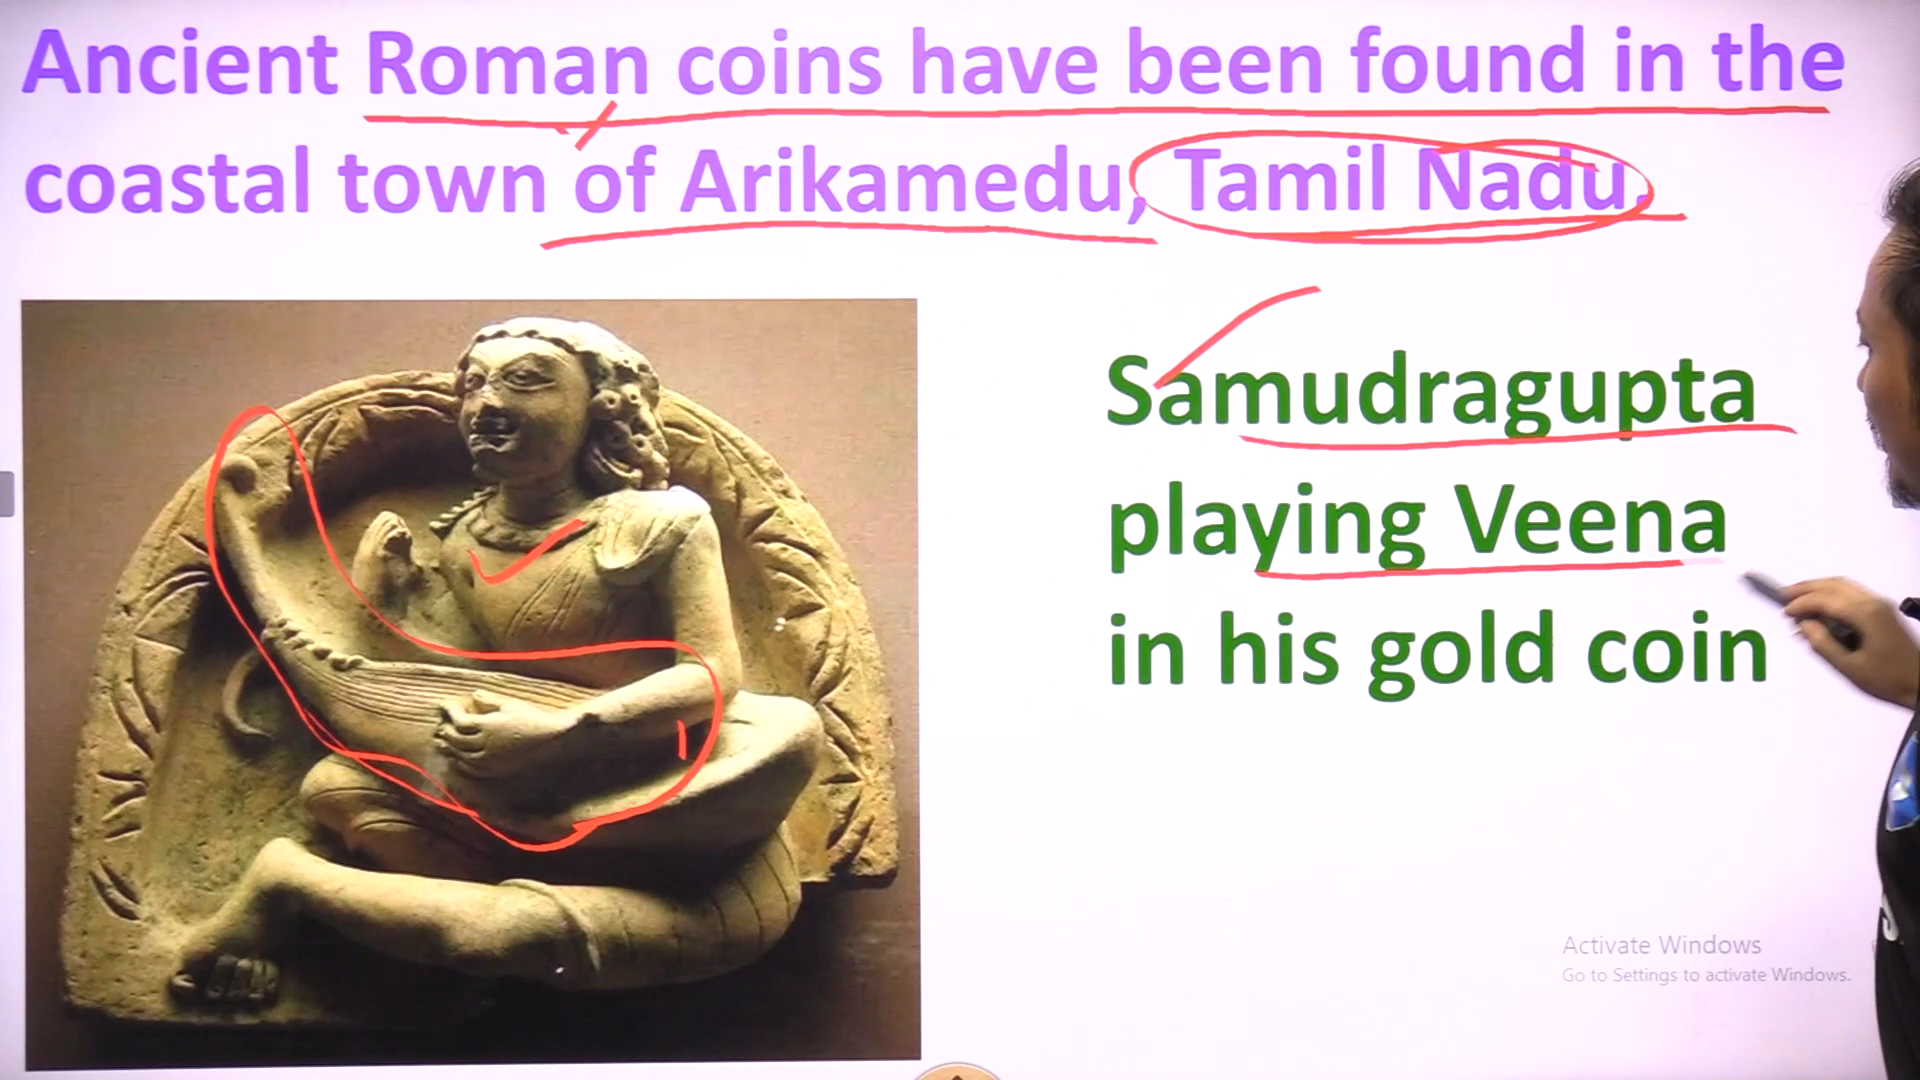 Ancient Roman coins have been found in the
coastal town of Arikamedu, Tamil Nadu.
Samudragupta
playing Veena
in his gold coin
Activate Windows
Go to Settings to activate Windows.